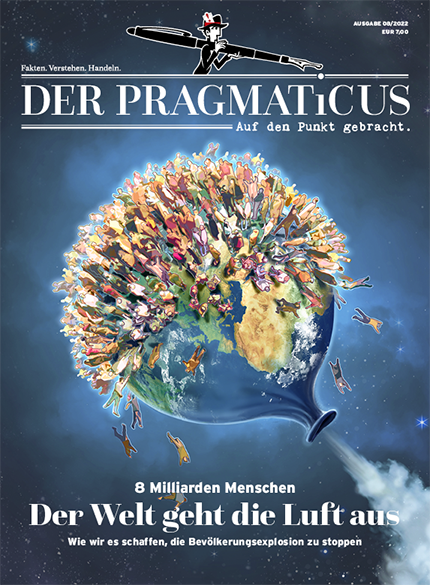 AUSGABE 08/2022
EUR 7,00
Fakten. Verstehen. Handeln.
DER PRAGMATiCUS
Auf den Punkt gebracht.
8 Milliarden Menschen
Der Welt geht die Luft aus
Wie wir es schaffen, die Bevölkerungsexplosion zu stoppen